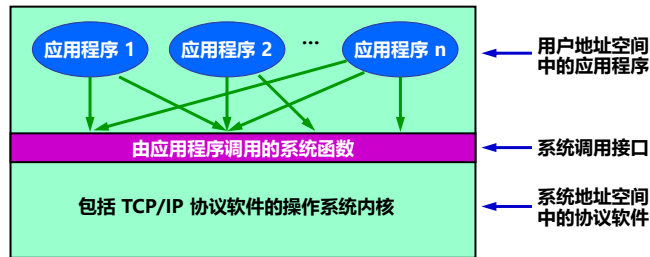 应用程序 1
应用程序 2
...
应用程序 n
用户地址空间
中的应用程序
由应用程序调用的系统函数
系统调用接口
包括 TCP/IP 协议软件的操作系统内核
系统地址空间
中的协议软件